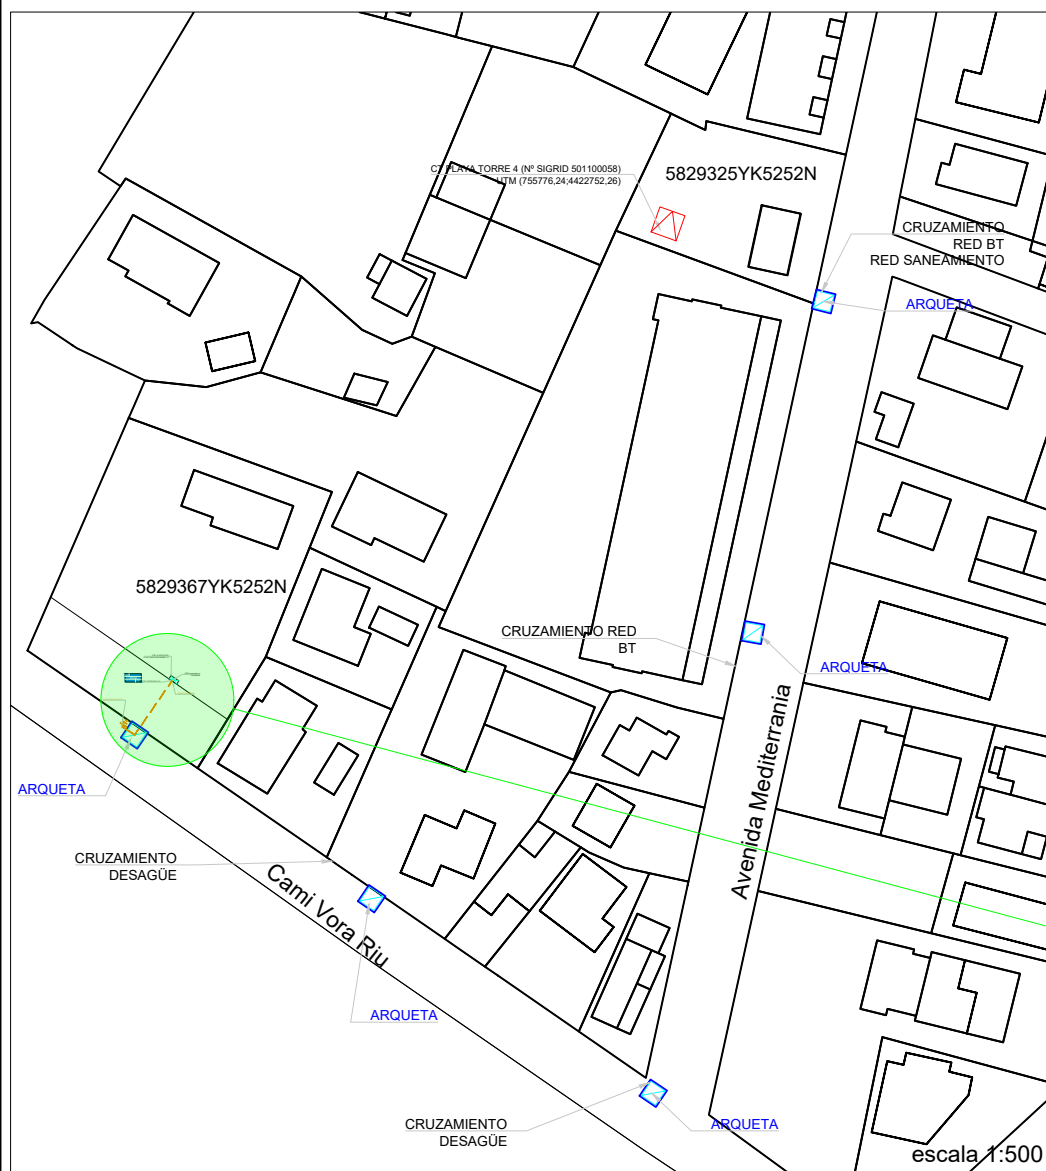 CT PLAYA TORRE 4 (Nº SIGRID 501100058)
UTM (755776,24;4422752,26)
5829325YK5252N
CRUZAMIENTO
RED BT
RED SANEAMIENTO
ARQUETA
5829367YK5252N
CRUZAMIENTO RED
BT
ARQUETA
Avenida Mediterrania
ARQUETA
CRUZAMIENTO
DESAGÜE
Cami Vora Riu
ARQUETA
CRUZAMIENTO
DESAGÜE
ARQUETA
escala 1:500